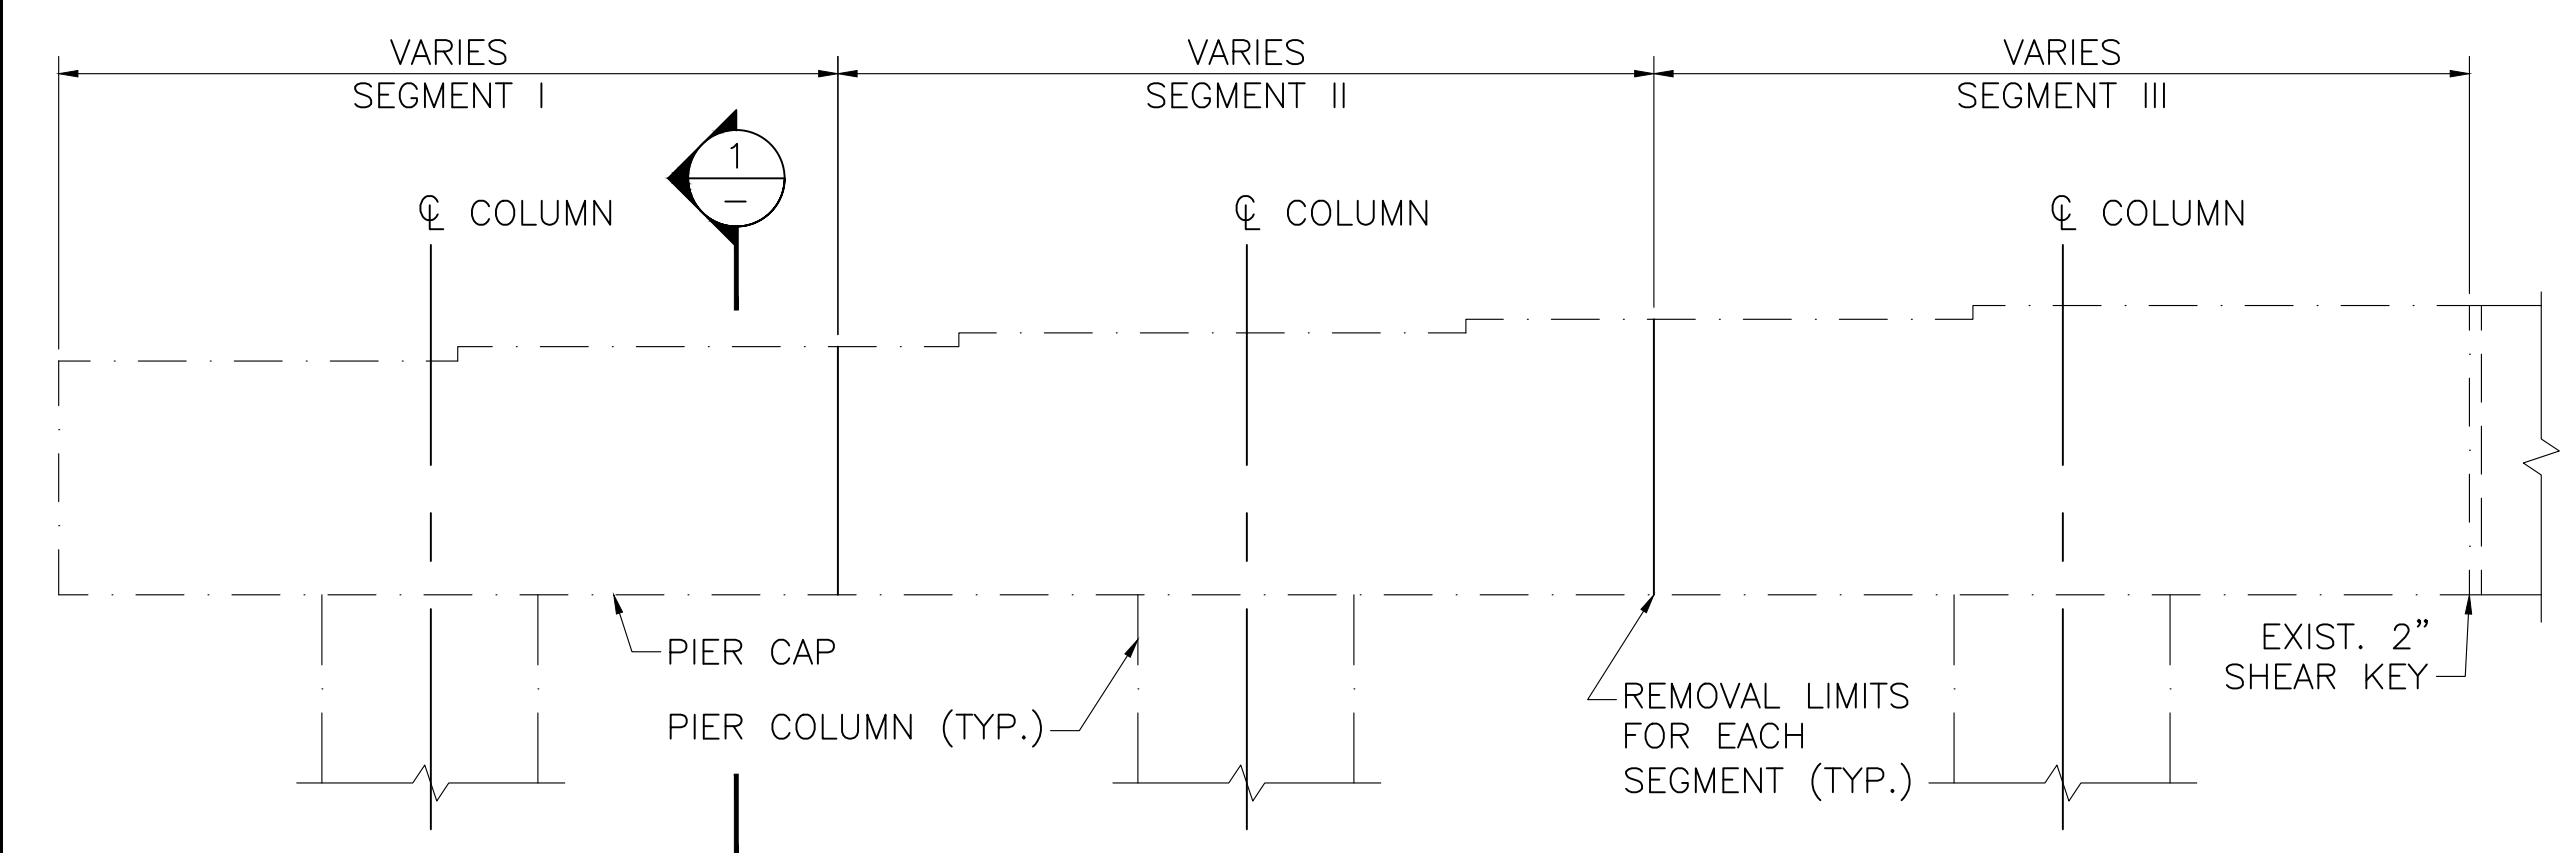 VARIES
SEGMENT I
VARIES
SEGMENT II
VARIES
SEGMENT III
1
–
℄ COLUMN
℄ COLUMN
℄ COLUMN
PIER CAP
PIER COLUMN (TYP.)
REMOVAL LIMITS
FOR EACH
SEGMENT (TYP.)
EXIST. 2”
SHEAR KEY